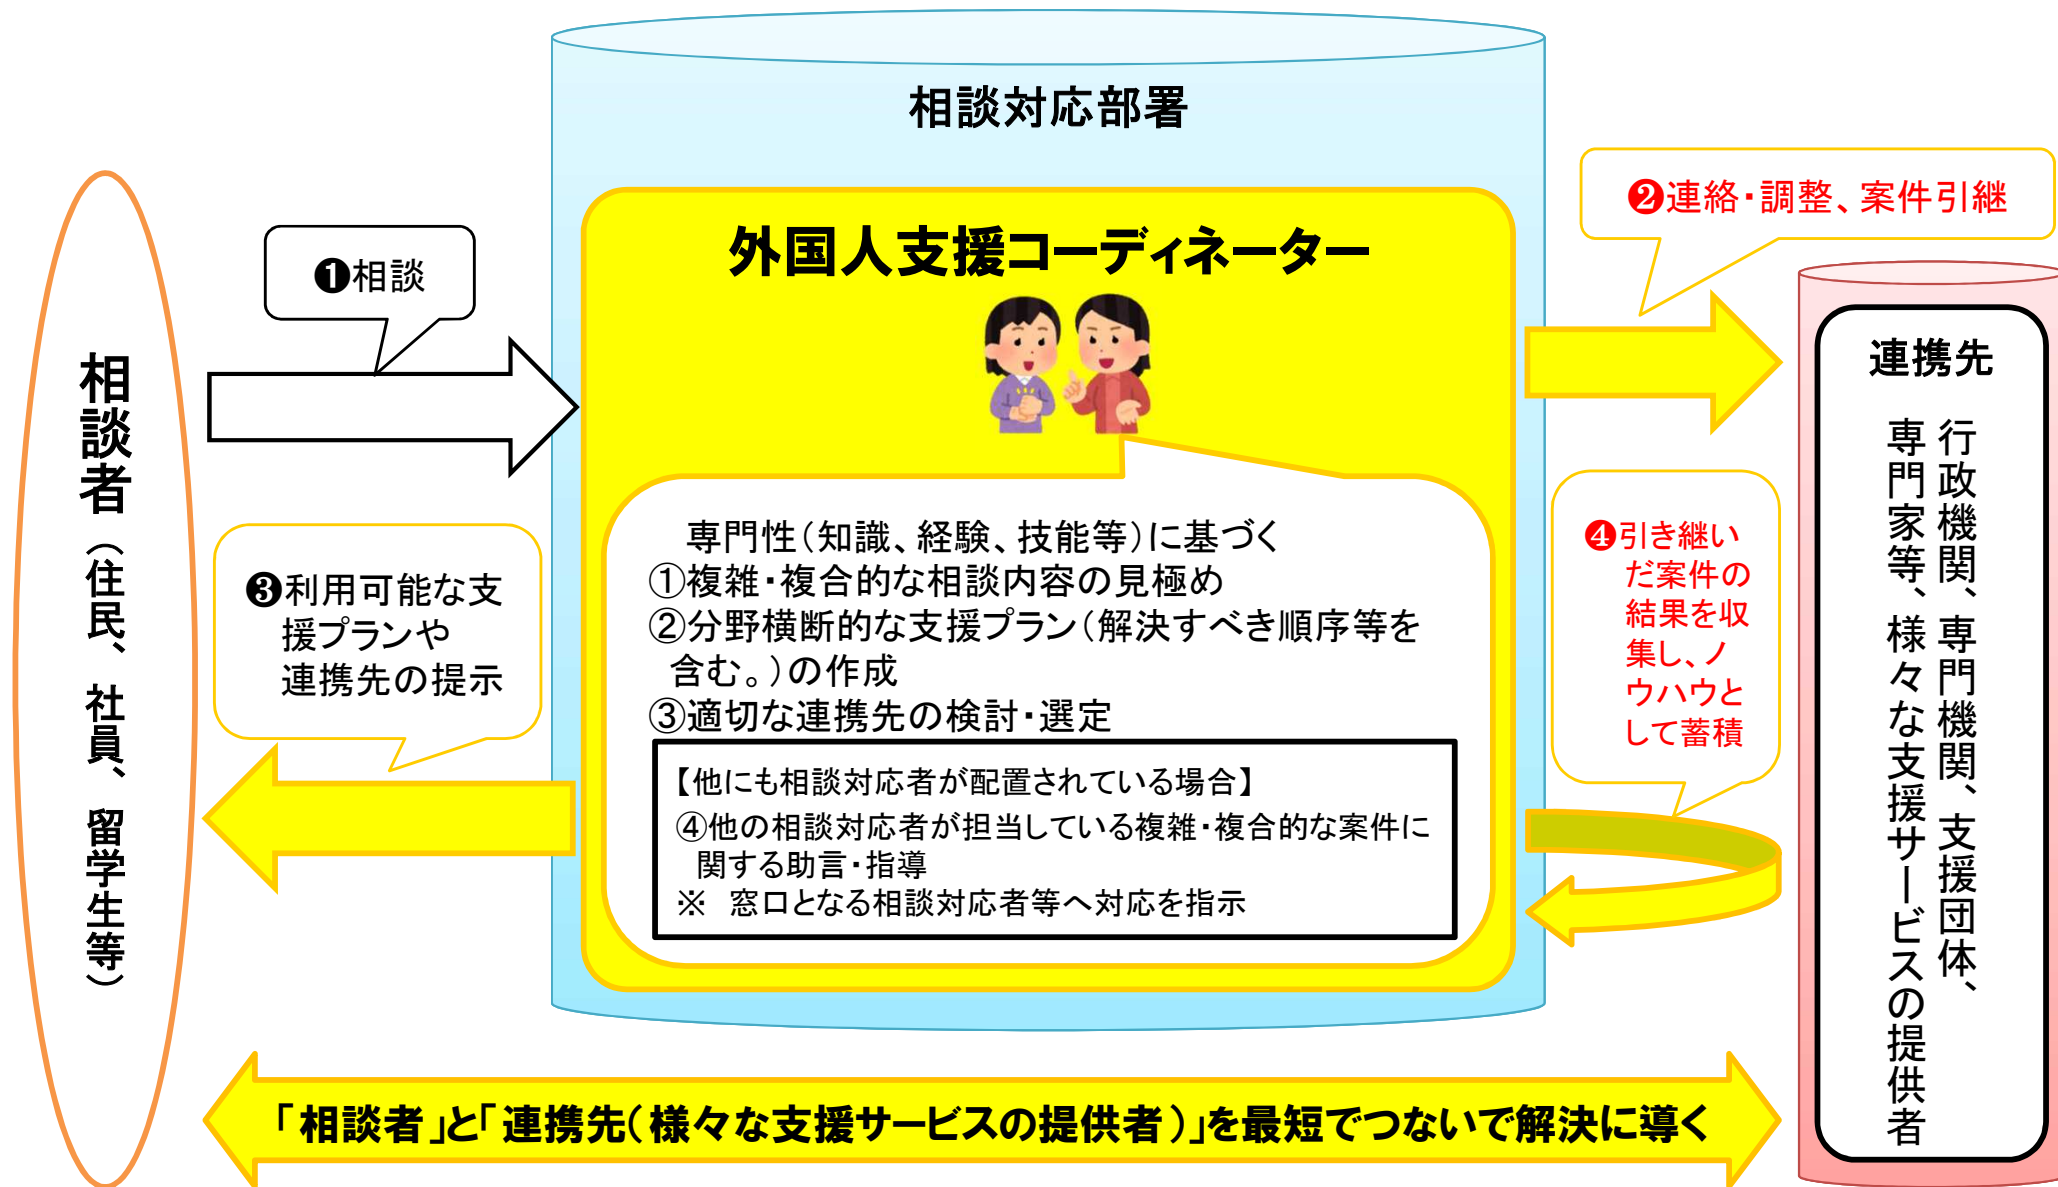 相談対応部署
外国人支援コーディネーター
相談者（住民、社員、留学生等）
❶相談
❷連絡・調整、案件引継
❸利用可能な支
援プランや
連携先の提示
専門性（知識、経験、技能等）に基づく
①複雑・複合的な相談内容の見極め
②分野横断的な支援プラン（解決すべき順序等を
含む。）の作成
③適切な連携先の検討・選定
【他にも相談対応者が配置されている場合】
④他の相談対応者が担当している複雑・複合的な案件に
関する助言・指導
※　窓口となる相談対応者等へ対応を指示
❹引き継い
だ案件の
結果を収
集し、ノ
ウハウと
して蓄積
連携先
行政機関、専門機関、支援団体、
専門家等、様々な支援サービスの提供者
「相談者」と「連携先（様々な支援サービスの提供者）」を最短でつないで解決に導く